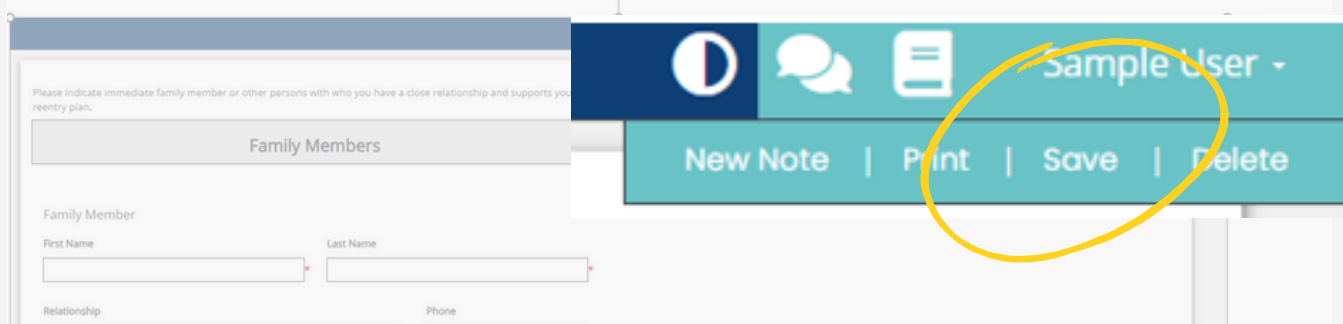 Please indicate immediate family member or other persons with who you have a close relationship and supports you
reentry plan.
Family Members
Family Member
First Name
Last Name
*
*
Relationship
Phone
Sample User
New Note | Print | Save | Delete